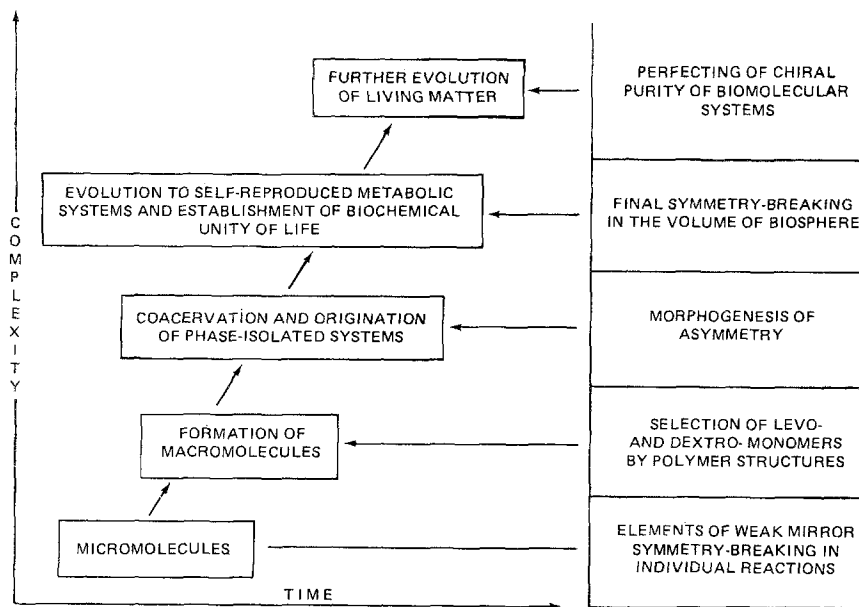 FURTHER EVOLUTION
OF LIVING MATTER
PERFECTING OF CHIRAL
PURITY OF BIOMOLECULAR
SYSTEMS
EVOLUTION TO SELF-REPRODUCED METABOLIC
SYSTEMS AND ESTABLISHMENT OF BIOCHEMICAL
UNITY OF LIFE
FINAL SYMMETRY-BREAKING
IN THE VOLUME OF BIOSPHERE
COACERVATION AND ORIGINATION
OF PHASE-ISOLATED SYSTEMS
MORPHOGENESIS OF
ASYMMETRY
FORMATION OF
MACROMOLECULES
SELECTION OF LEVO-
AND DEXTRO- MONOMERS
BY POLYMER STRUCTURES
MICROMOLECULES
ELEMENTS OF WEAK MIRROR
SYMMETRY-BREAKING IN
INDIVIDUAL REACTIONS
COMPLEXITY
TIME